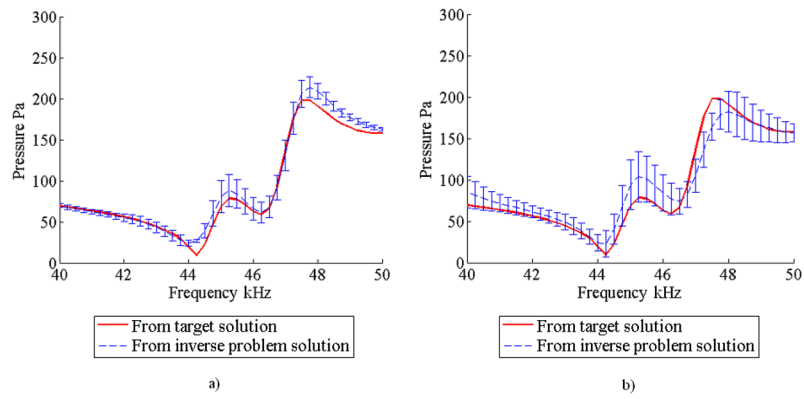 300
250
200
150
100
50
0
Pressure Pa
40 42 44 46 48 50
Frequency kHz
From target solution
From inverse problem solution
a)
300
250
200
150
100
50
0
Pressure Pa
40 42 44 46 48 50
Frequency kHz
From target solution
From inverse problem solution
b)